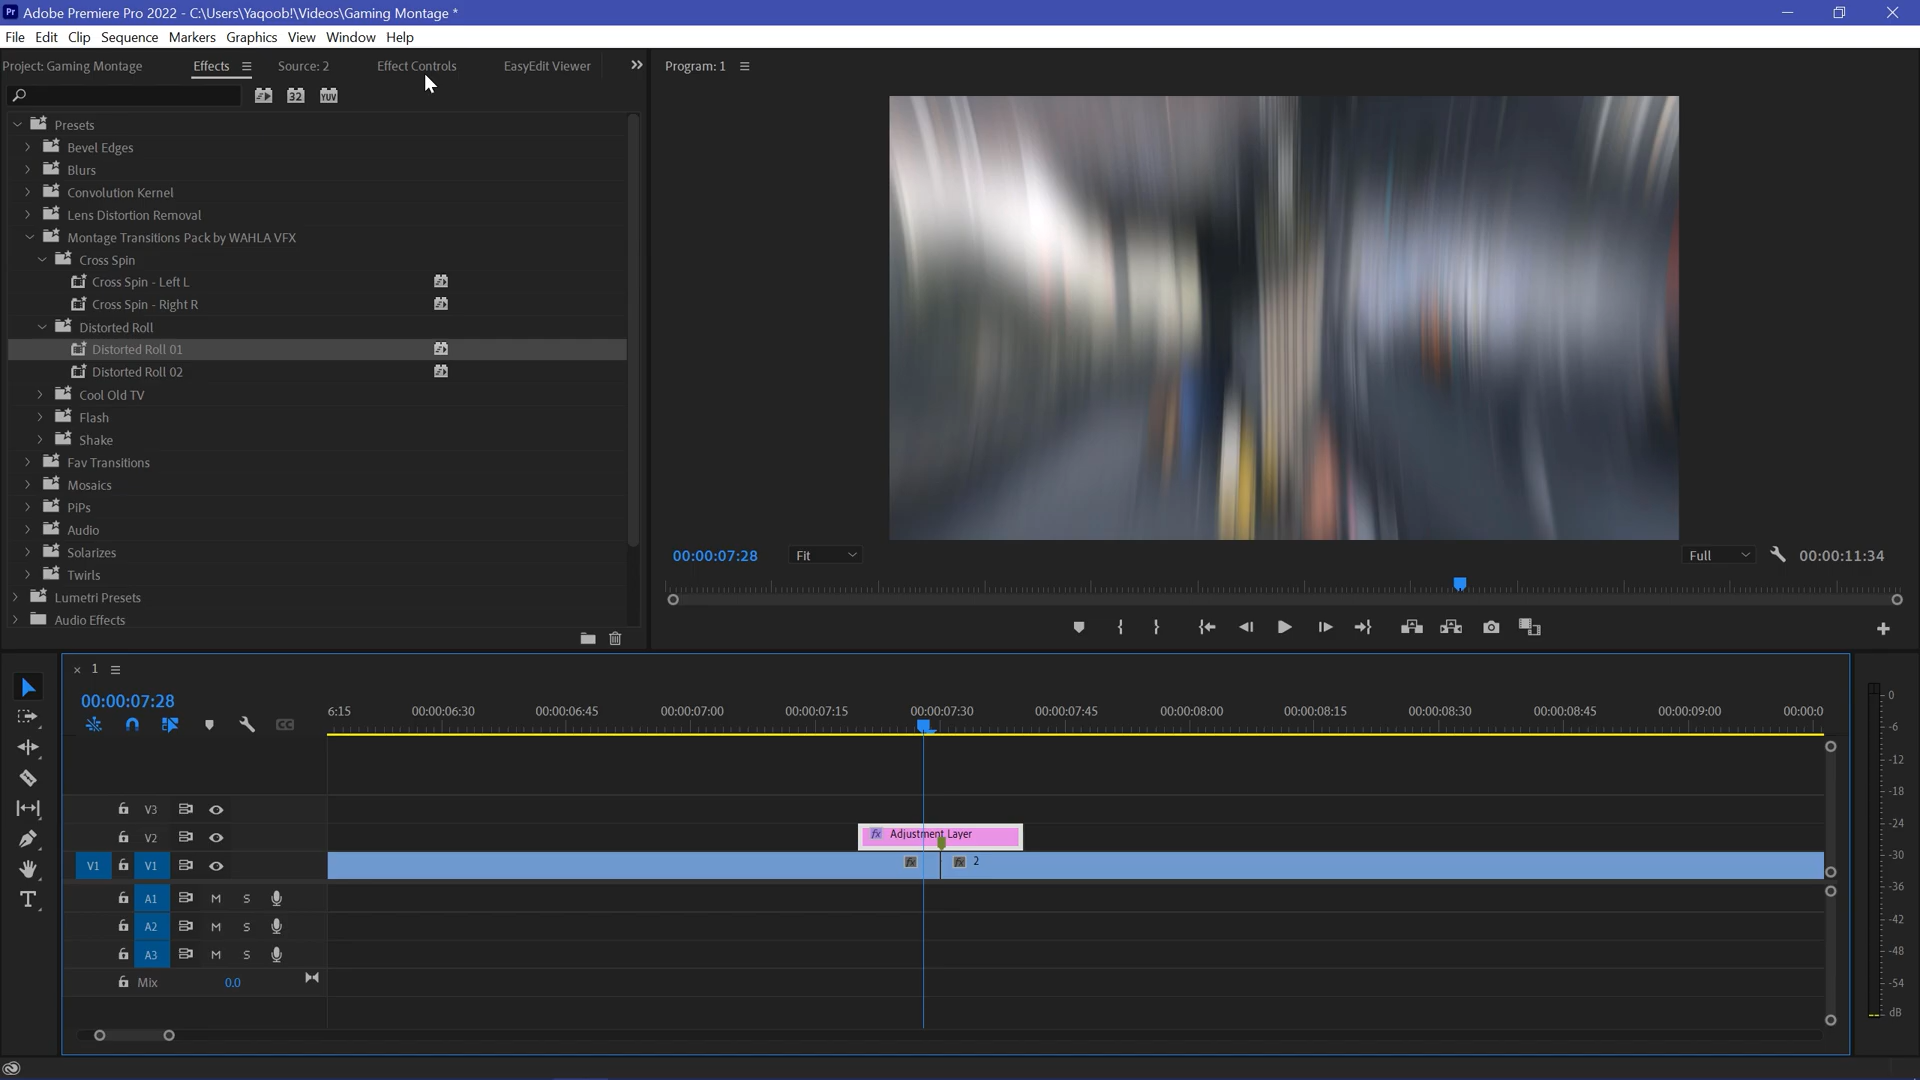 Pr Adobe Premiere Pro 2022 - C:\Users\Yaqoob!\Videos\Gaming Montage *
File Edit Clip Sequence Markers Graphics View Window Help
Project: Gaming Montage Effects Source: 2 Effect Controls EasyEdit Viewer
Program: 1
32 YUV
Presets
Bevel Edges
Blurs
Convolution Kernel
Lens Distortion Removal
Montage Transitions Pack by WAHLA VFX
Cross Spin
Cross Spin - Left L
Cross Spin - Right R
Distorted Roll
Distorted Roll 01
Distorted Roll 02
Cool Old TV
Flash
Shake
Fav Transitions
Mosaics
PIPs
Audio
Solarizes
Twirls
Lumetri Presets
Audio Effects
00:00:07:28 Fit Full 00:00:11:34
× 1
00:00:07:28
CC
6:15 00:00:06:30 00:00:06:45 00:00:07:00 00:00:07:15 00:00:07:30 00:00:07:45 00:00:08:00 00:00:08:15 00:00:08:30 00:00:08:45 00:00:09:00 00:00:0
V3
V2 fx Adjustment Layer
V1 V1 fx fx 2
A1 M S
A2 M S
A3 M S
Mix 0.0
T
0
-6
-12
-18
-24
-30
-36
-42
-48
-54
dB